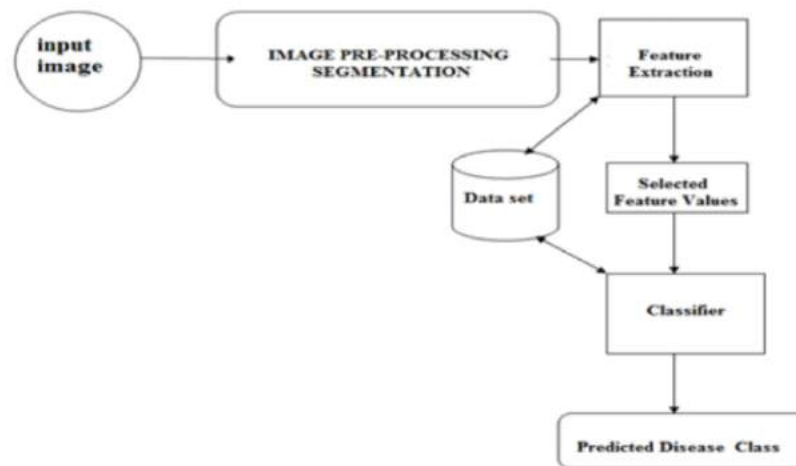 input
image
IMAGE PRE-PROCESSING
SEGMENTATION
Feature
Extraction
Data set
Selected
Feature Values
Classifier
Predicted Disease Class